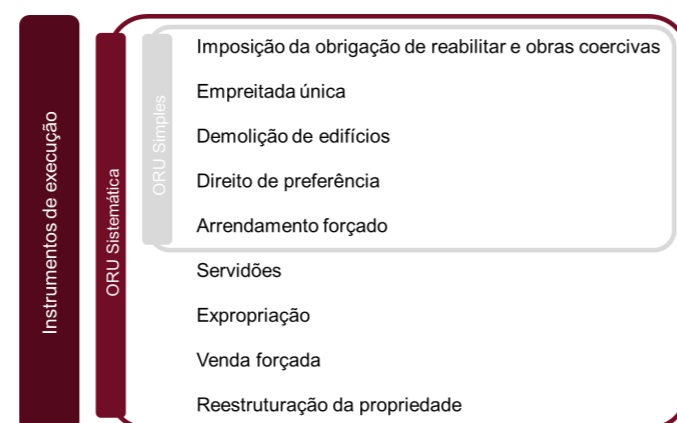 Instrumentos de execução
ORU Sistemática
ORU Simples
Imposição da obrigação de reabilitar e obras coercivas
Empreitada única
Demolição de edifícios
Direito de preferência
Arrendamento forçado
Servidões
Expropriação
Venda forçada
Reestruturação da propriedade